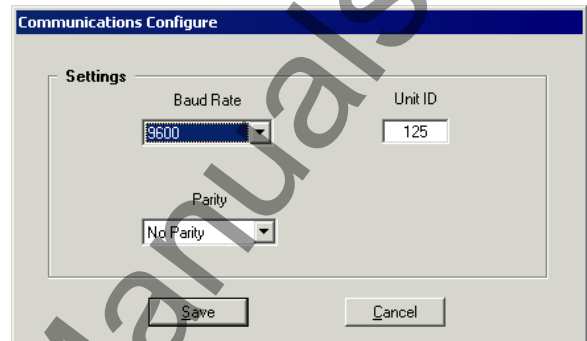 Communications Configure
Settings
Baud Rate
Unit ID
9600
125
Parity
No Parity
Save
Cancel
Manuals